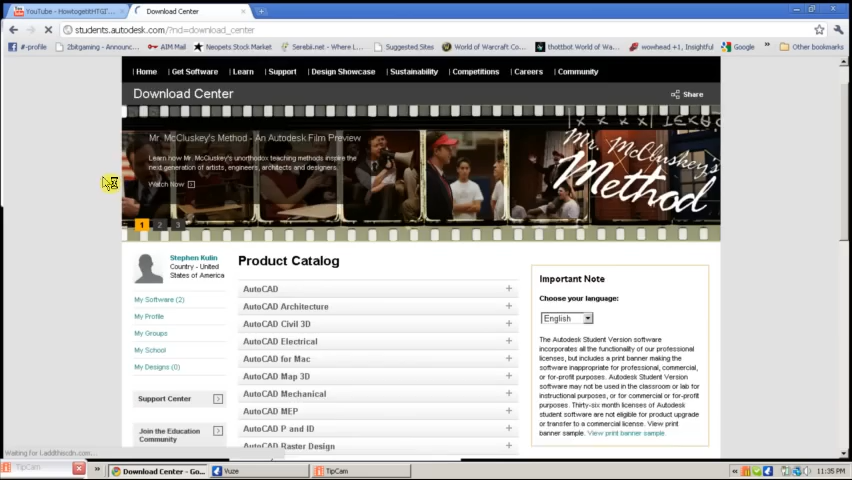 YouTube - HowtogetitHTGI'...
Download Center
students.autodesk.com/?nd=download_center
#-profile
2bitgaming - Announc...
AIM Mail
Neopets Stock Market
Serebii.net - Where L...
Suggested Sites
World of Warcraft Co...
thottbot World of Wa...
wowhead +1, Insightful
Google
»
Other bookmarks
| Home | Get Software | Learn | Support | Design Showcase | Sustainability | Competitions | Careers | Community
Download Center
Share
Mr. McCluskey's Method - An Autodesk Film Preview
Learn how Mr. McCluskey's unorthodox teaching methods inspire the
next generation of artists, engineers, architects and designers.
Watch Now
Mr. McCluskey's
Method
1 2 3
Stephen Kulin
Country - United
States of America
My Software (2)
My Profile
My Groups
My School
My Designs (0)
Support Center
Join the Education
Community
Product Catalog
AutoCAD +
AutoCAD Architecture +
AutoCAD Civil 3D +
AutoCAD Electrical +
AutoCAD for Mac +
AutoCAD Map 3D +
AutoCAD Mechanical +
AutoCAD MEP +
AutoCAD P and ID +
AutoCAD Raster Design +
Important Note
Choose your language:
English
The Autodesk Student Version software
incorporates all the functionality of our professional
licenses, but includes a print banner making the
software inappropriate for professional, commercial,
or for-profit purposes. Autodesk Student Version
software may not be used in the classroom or lab for
instructional purposes, or for commercial or for-
profit purposes. Thirty-six month licenses of Autodesk
student software are not eligible for product upgrade
or transfer to a commercial license. View print
banner sample. View print banner sample.
Waiting for l.addthiscdn.com...
TipCam
»
Download Center - Go...
Vuze
TipCam
«
11:35 PM